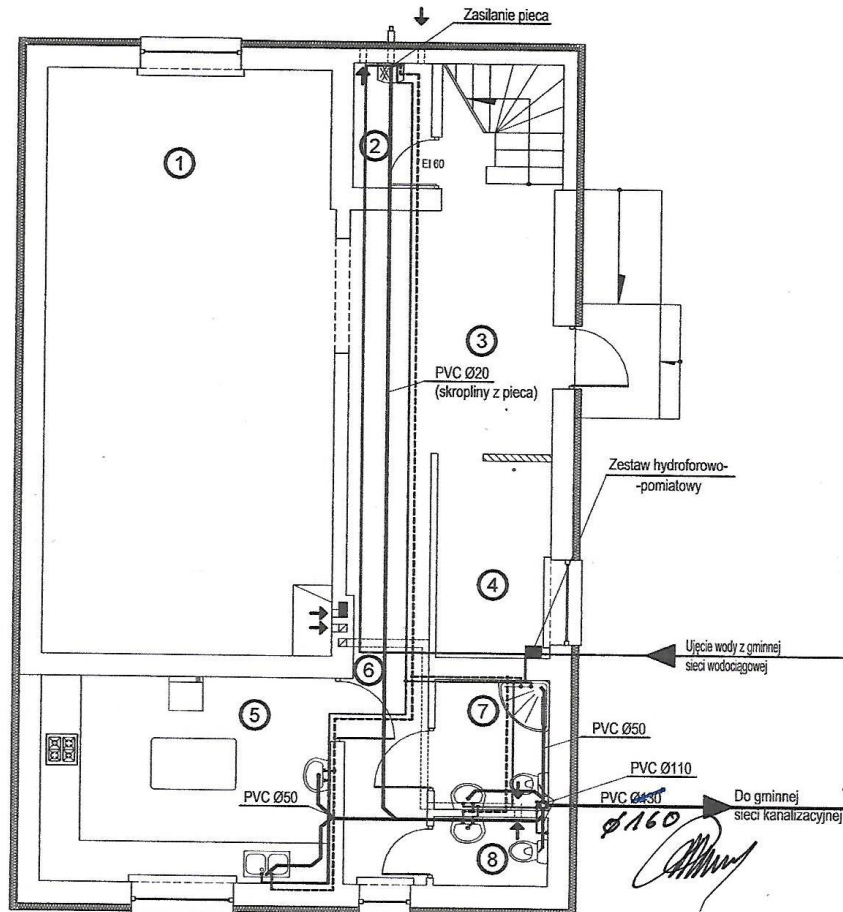 Zasilanie pieca
1
2
EI 60
3
PVC Ø20
(skropliny z pieca)
Zestaw hydroforowo-
-pomiatowy
4
Ujęcie wody z gminnej
sieci wodociągowej
6
5
7
PVC Ø50
PVC Ø110
PVC Ø50
PVC Ø130
Do gminnej
sieci kanalizacyjnej
ø 160
8